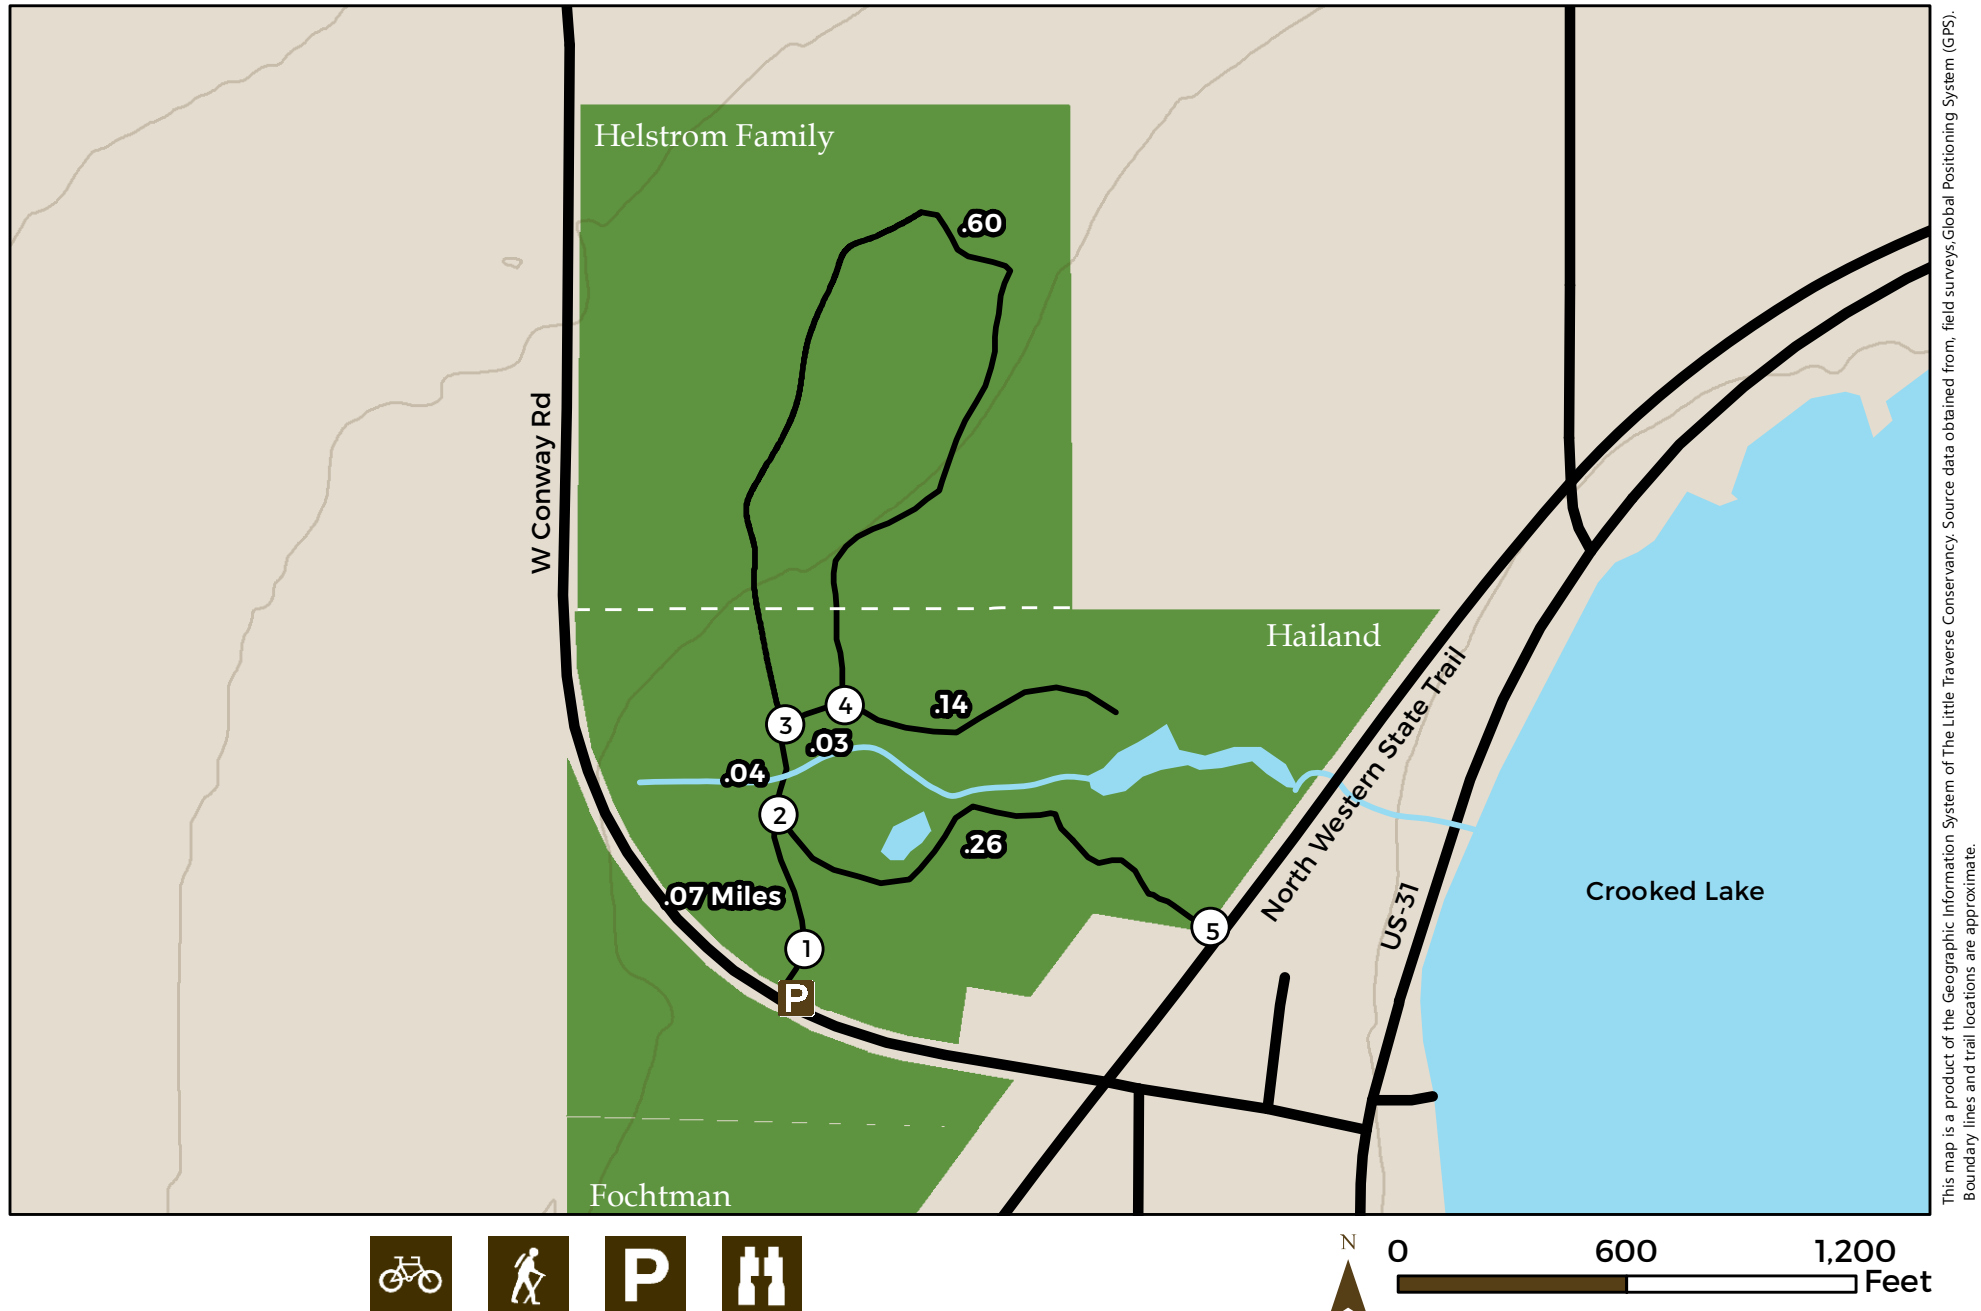 Helstrom Family
.60
W Conway Rd
Hailand
4
.14
3
.03
.04
2
.26
.07 Miles
1
5
P
North Western State Trail
US-31
Crooked Lake
Fochtman
P
N
0 600 1,200
Feet
This map is a product of the Geographic Information System of The Little Traverse Conservancy. Source data obtained from, field surveys,Global Positioning System (GPS).
Boundary lines and trail locations are approximate.